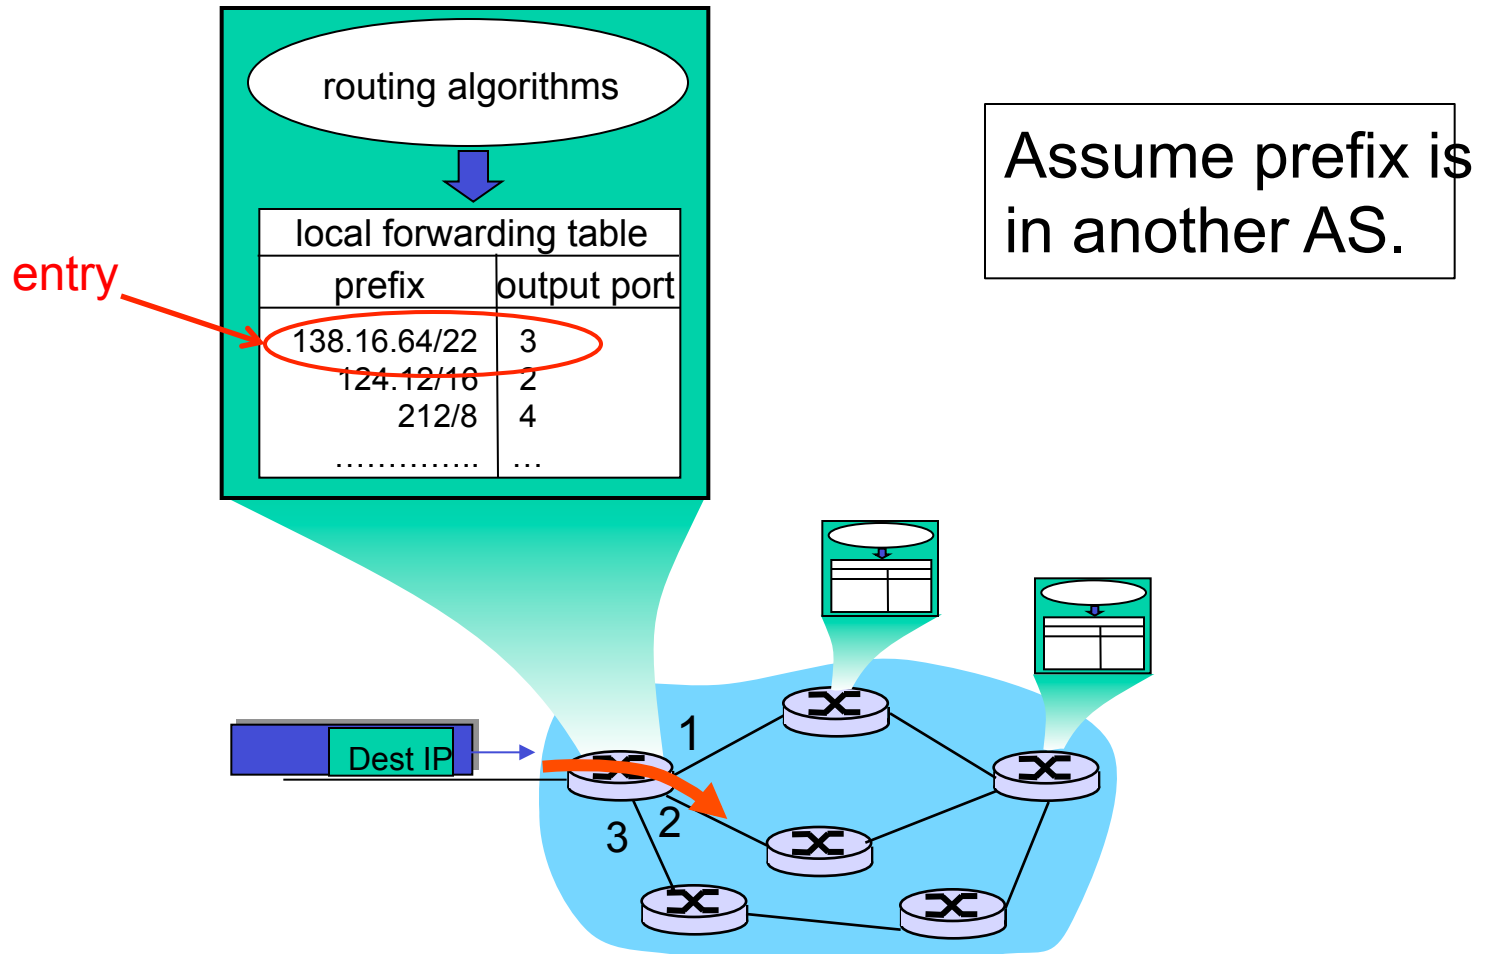 routing algorithms
Assume prefix is
in another AS.
local forwarding table
entry
prefix output port
138.16.64/22 3
124.12/16 2
212/8 4
………….. …
1
Dest IP
2
3